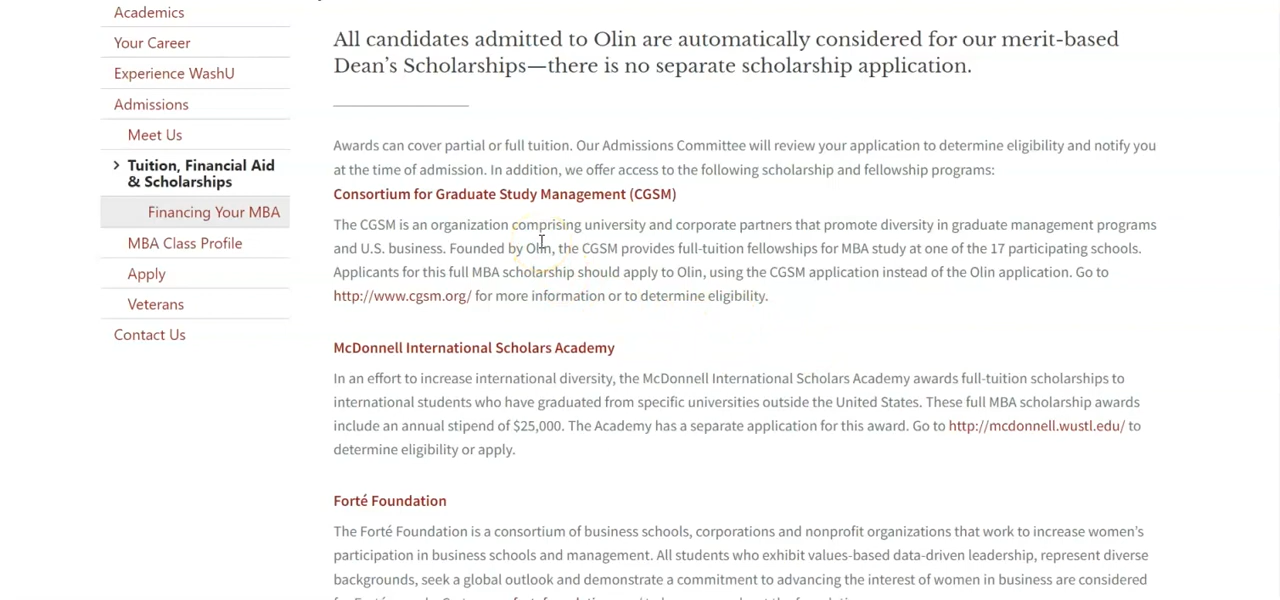 Academics
Your Career
Experience WashU
Admissions
Meet Us
Tuition, Financial Aid
& Scholarships
Financing Your MBA
MBA Class Profile
Apply
Veterans
Contact Us
All candidates admitted to Olin are automatically considered for our merit-based
Dean’s Scholarships—there is no separate scholarship application.
Awards can cover partial or full tuition. Our Admissions Committee will review your application to determine eligibility and notify you
at the time of admission. In addition, we offer access to the following scholarship and fellowship programs:
Consortium for Graduate Study Management (CGSM)
The CGSM is an organization comprising university and corporate partners that promote diversity in graduate management programs
and U.S. business. Founded by Olin, the CGSM provides full-tuition fellowships for MBA study at one of the 17 participating schools.
Applicants for this full MBA scholarship should apply to Olin, using the CGSM application instead of the Olin application. Go to
http://www.cgsm.org/ for more information or to determine eligibility.
McDonnell International Scholars Academy
In an effort to increase international diversity, the McDonnell International Scholars Academy awards full-tuition scholarships to
international students who have graduated from specific universities outside the United States. These full MBA scholarship awards
include an annual stipend of $25,000. The Academy has a separate application for this award. Go to http://mcdonnell.wustl.edu/ to
determine eligibility or apply.
Forté Foundation
The Forté Foundation is a consortium of business schools, corporations and nonprofit organizations that work to increase women’s
participation in business schools and management. All students who exhibit values-based data-driven leadership, represent diverse
backgrounds, seek a global outlook and demonstrate a commitment to advancing the interest of women in business are considered